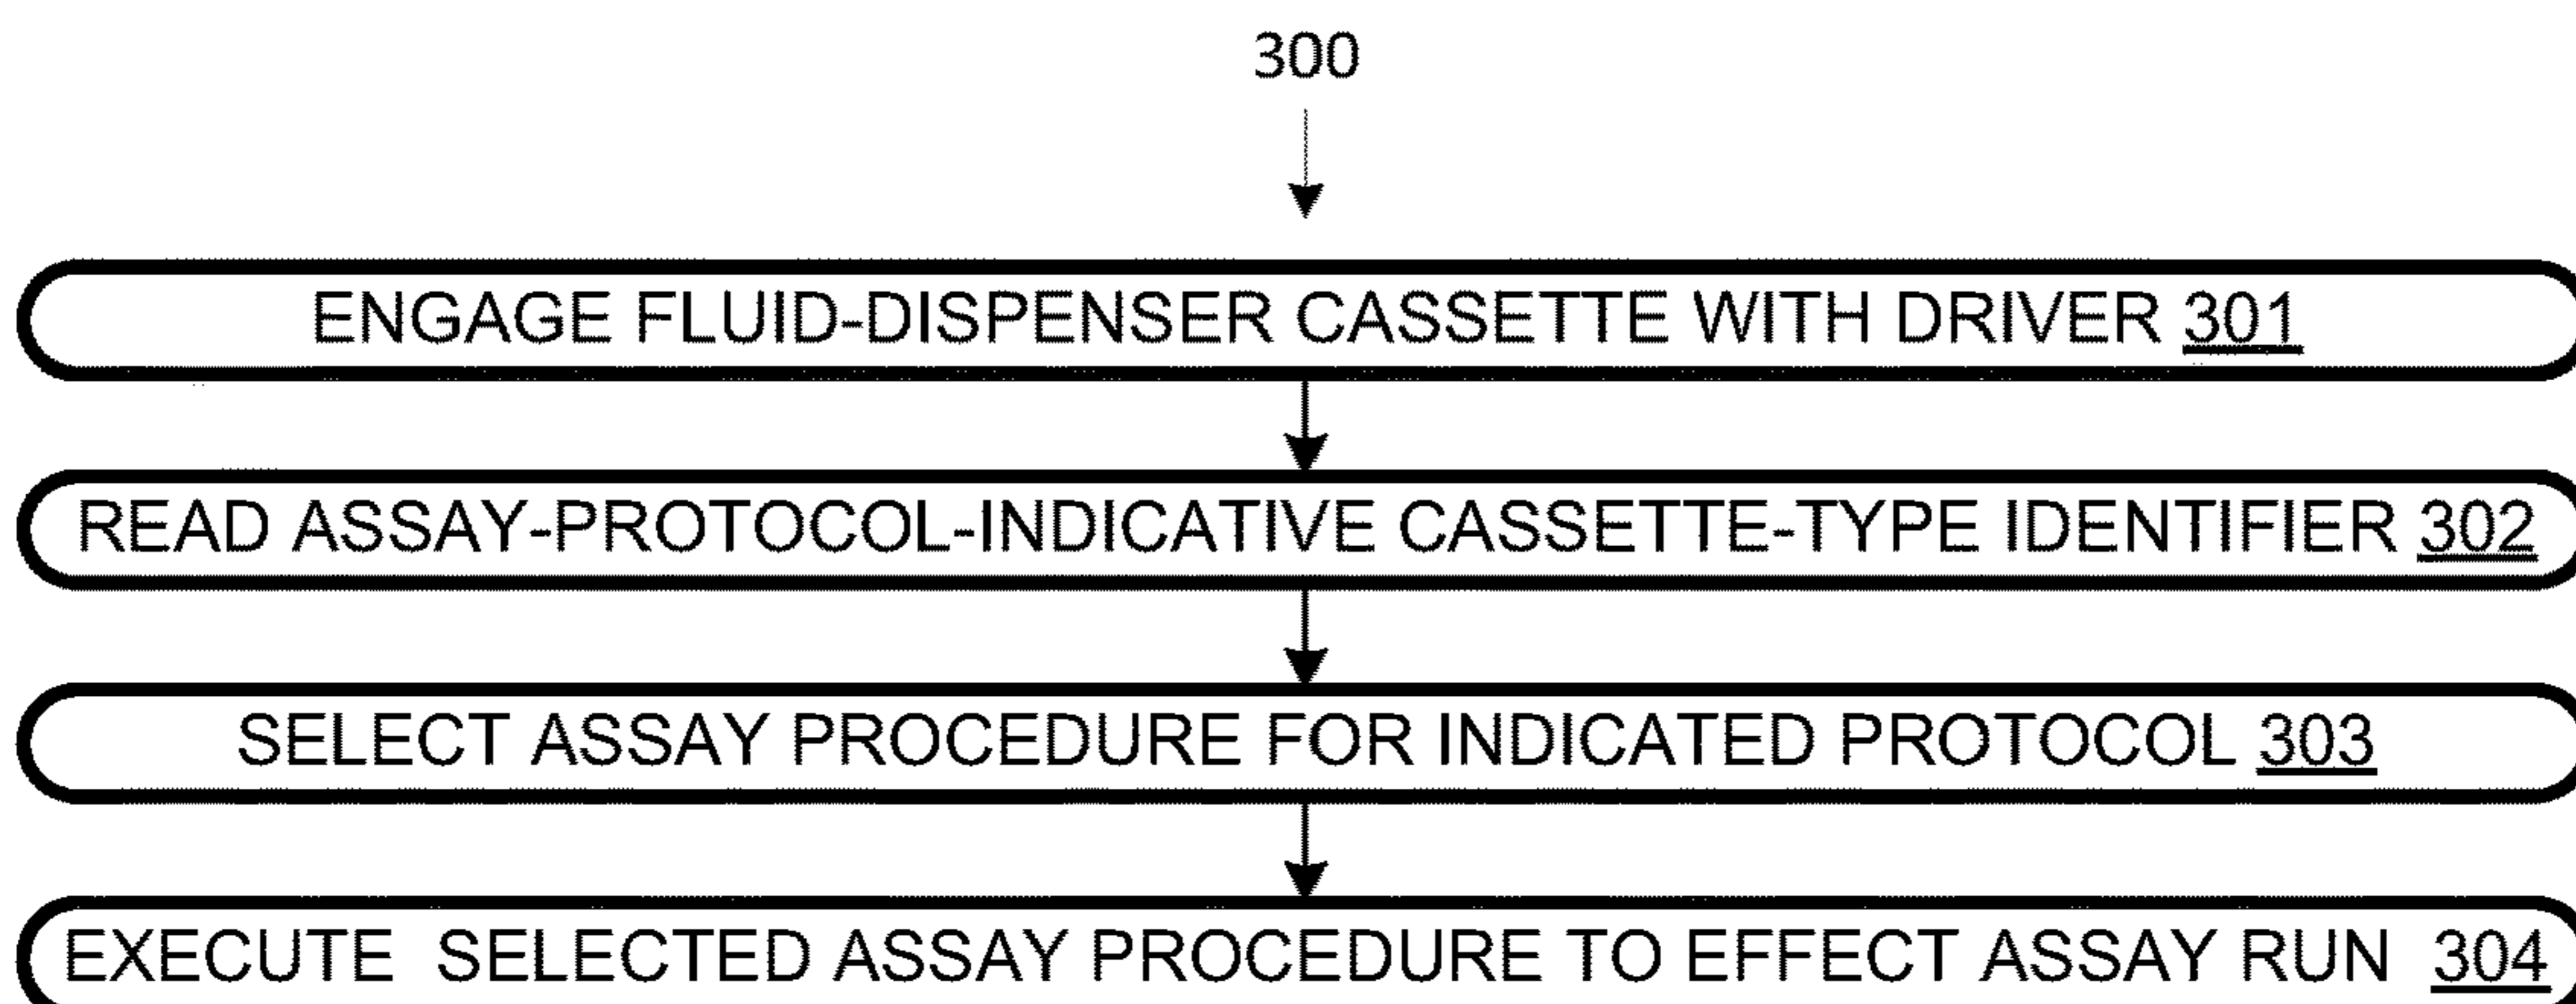 300
ENGAGE FLUID-DISPENSER CASSETTE WITH DRIVER 301
READ ASSAY-PROTOCOL-INDICATIVE CASSETTE-TYPE IDENTIFIER 302
SELECT ASSAY PROCEDURE FOR INDICATED PROTOCOL 303
EXECUTE SELECTED ASSAY PROCEDURE TO EFFECT ASSAY RUN 304